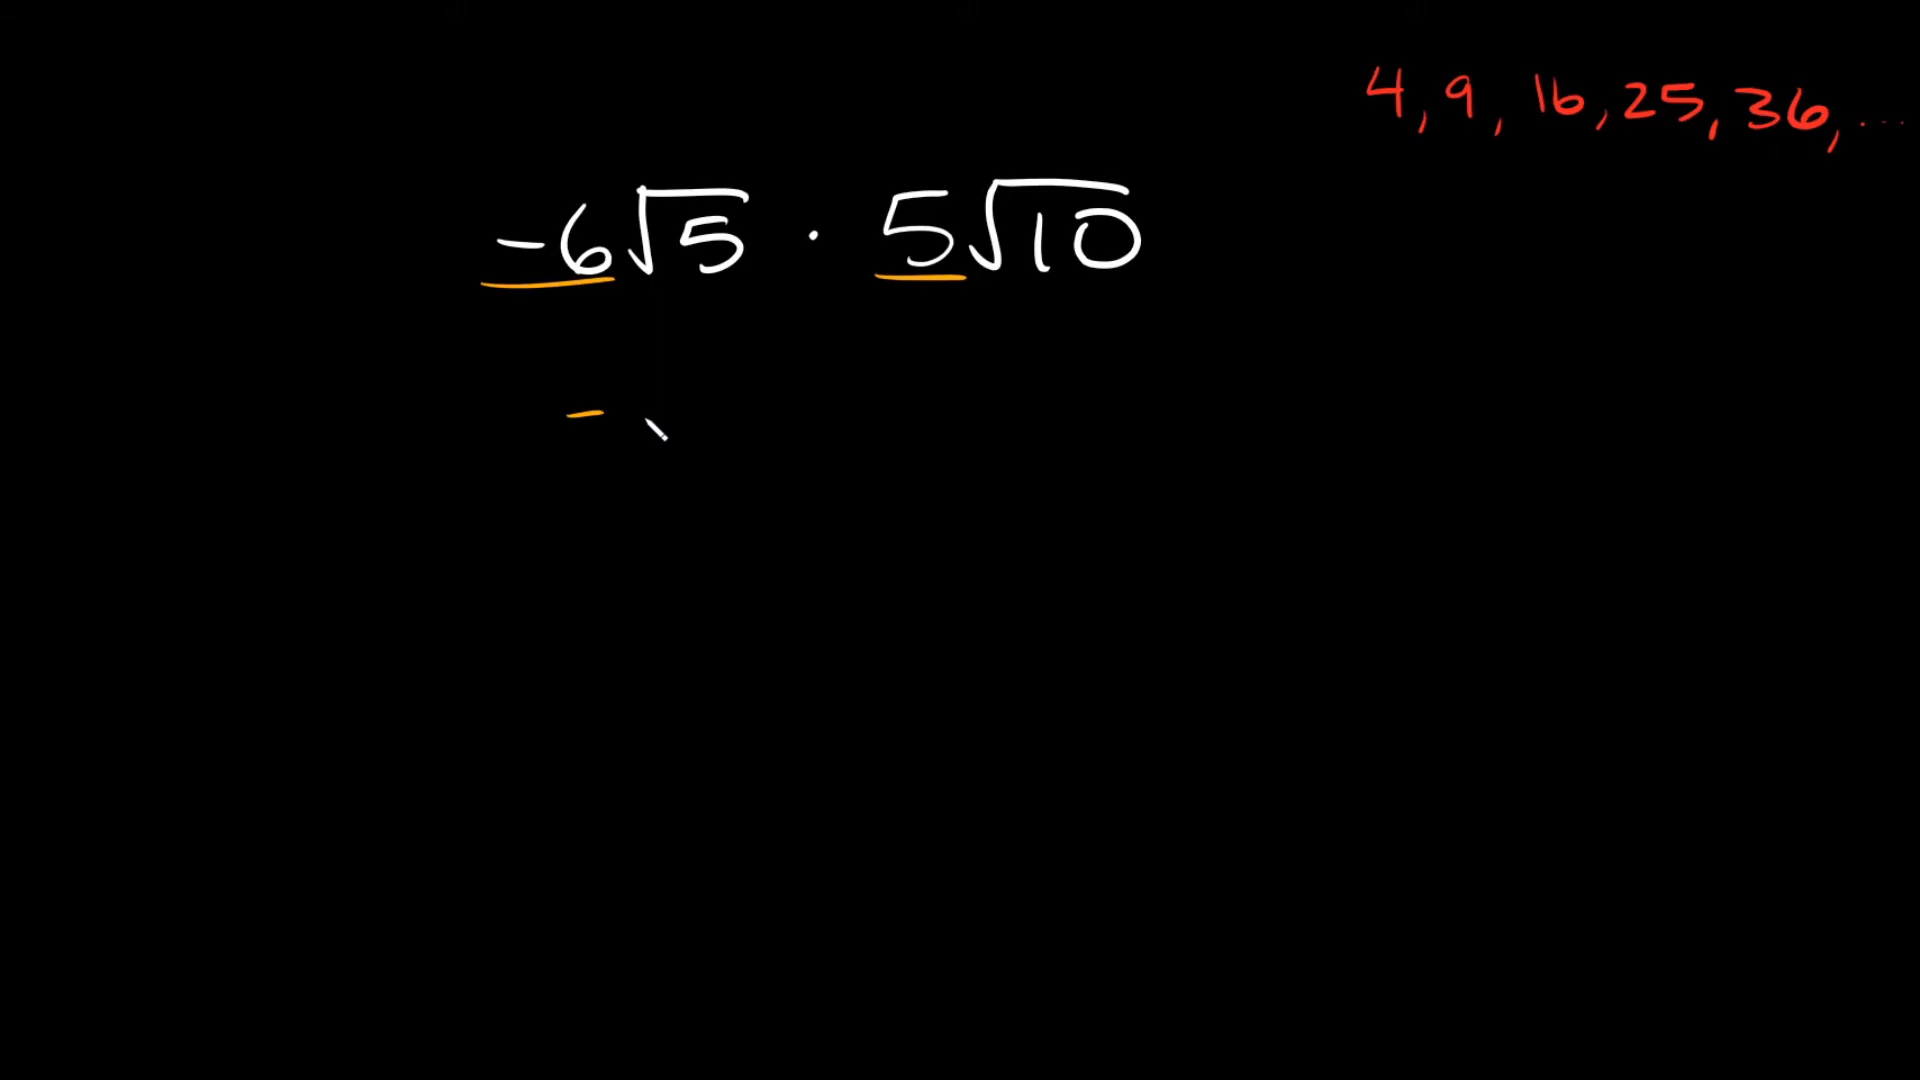 4, 9, 16, 25, 36, ...
-6√5 · 5√10
-